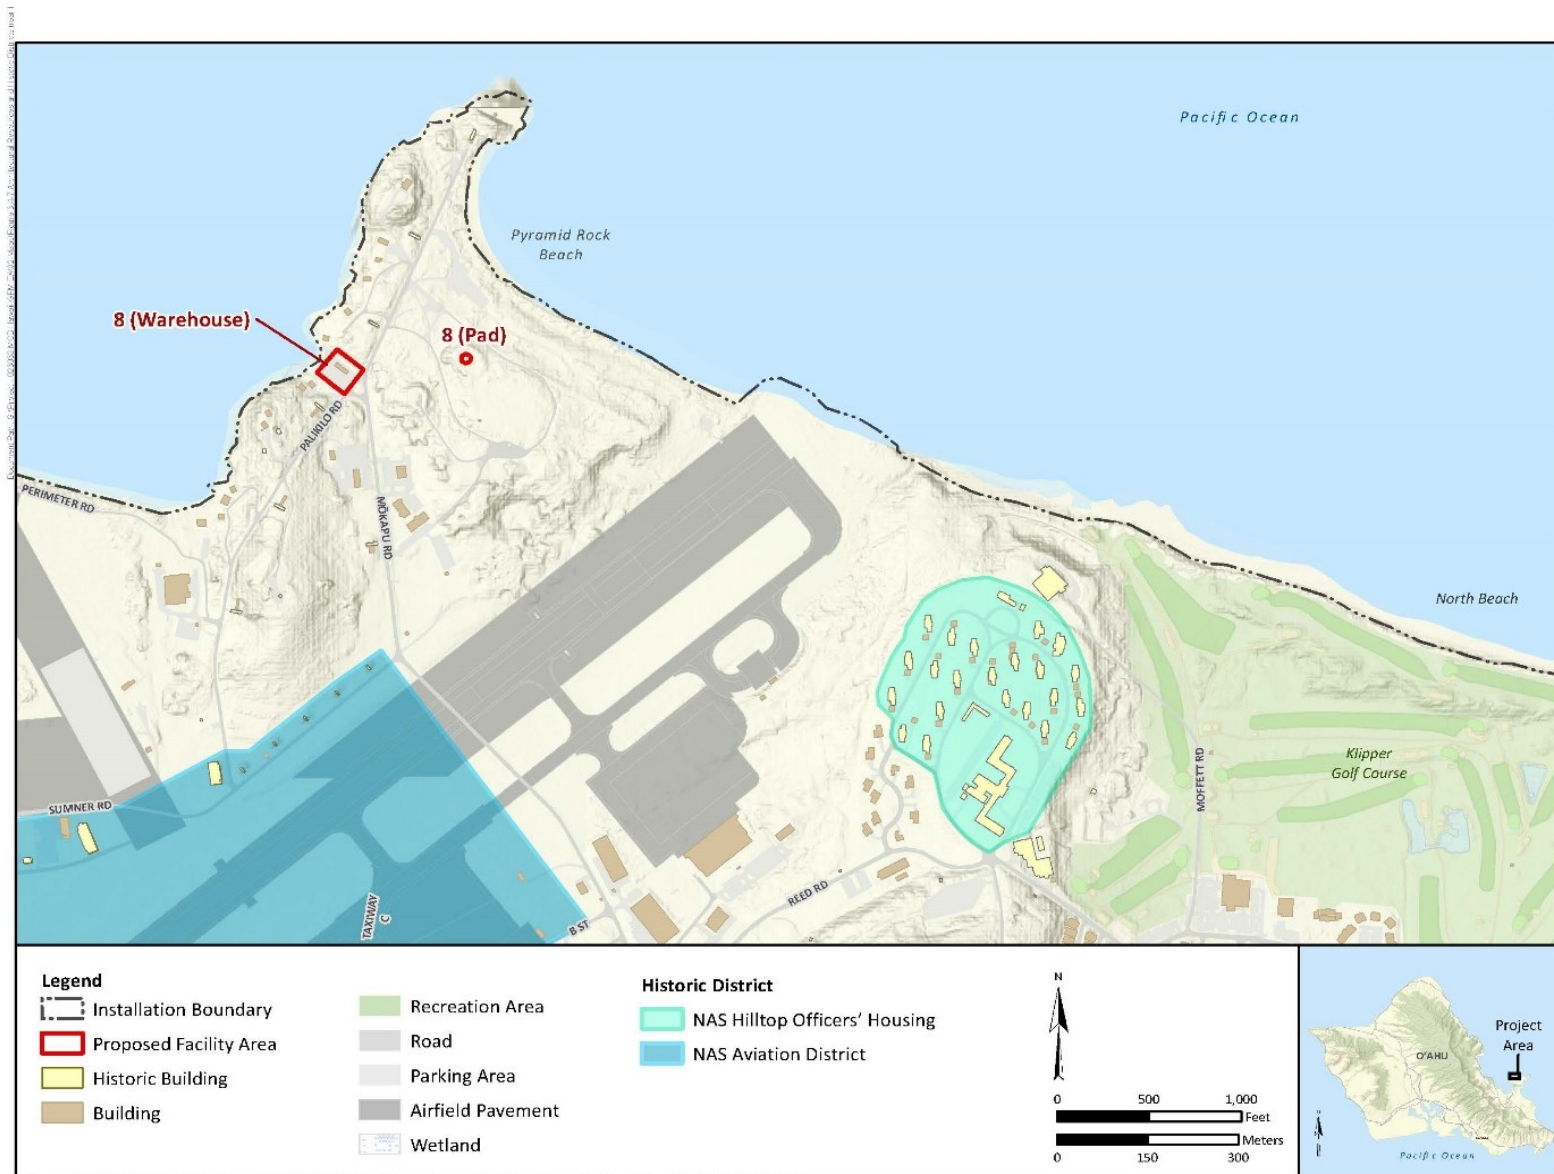 Pacific Ocean
Pyramid Rock
Beach
8 (Warehouse)
8 (Pad)
PALIKILO RD
PERIMETER RD
MŌKAPU RD
North Beach
Klipper
Golf Course
MOFFETT RD
SUMNER RD
TAXIWAY
C
B ST
REED RD
Legend
Installation Boundary
Proposed Facility Area
Historic Building
Building
Recreation Area
Road
Parking Area
Airfield Pavement
Wetland
Historic District
NAS Hilltop Officers' Housing
NAS Aviation District
N
0 500 1,000
Feet
Meters
0 150 300
Project
Area
O'AHU
N
Pacific Ocean